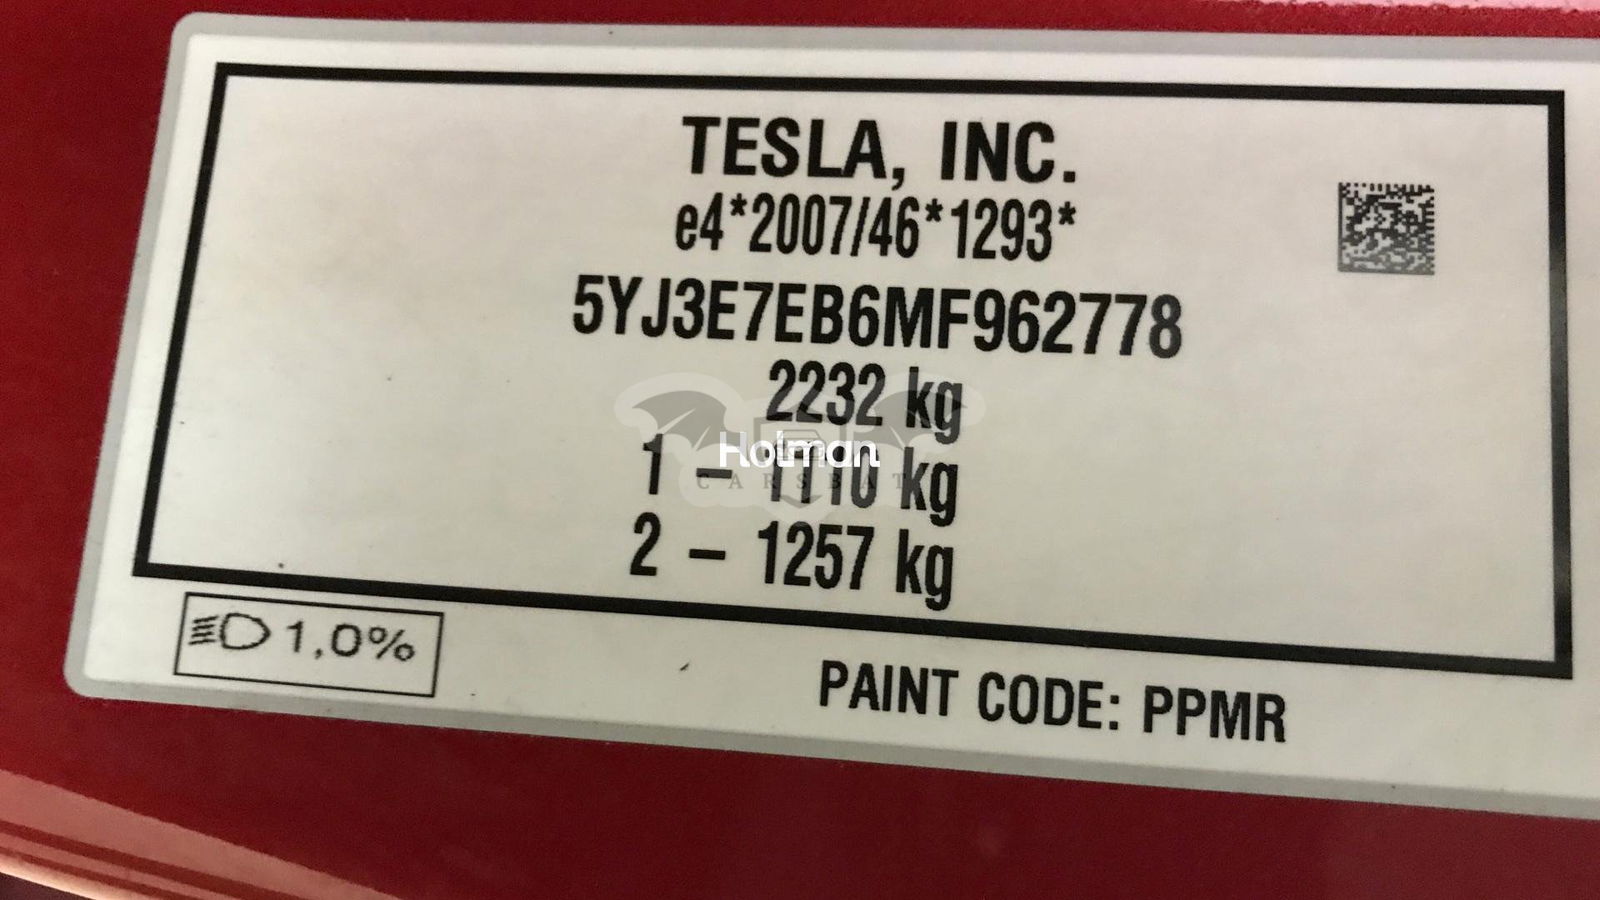 TESLA, INC.
e4*2007/46*1293*
5YJ3E7EB6MF962778
2232 kg
Holman
1 – 1110 kg
CARSBAT
2 – 1257 kg
1,0%
PAINT CODE: PPMR